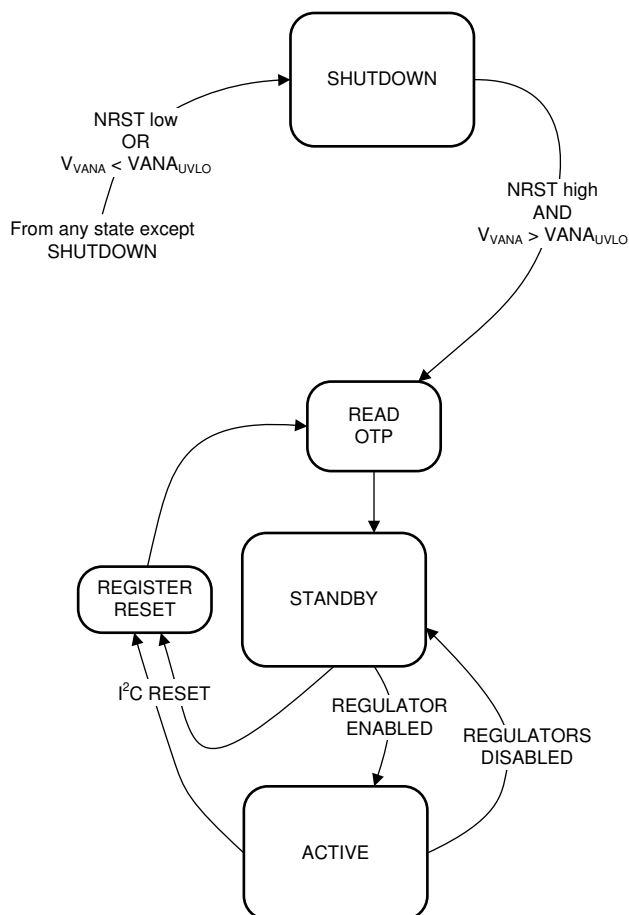 SHUTDOWN
NRST low
OR
V_VANA < VANA_UVLO
From any state except
SHUTDOWN
NRST high
AND
V_VANA > VANA_UVLO
READ
OTP
STANDBY
REGISTER
RESET
I²C RESET
REGULATOR
ENABLED
REGULATORS
DISABLED
ACTIVE